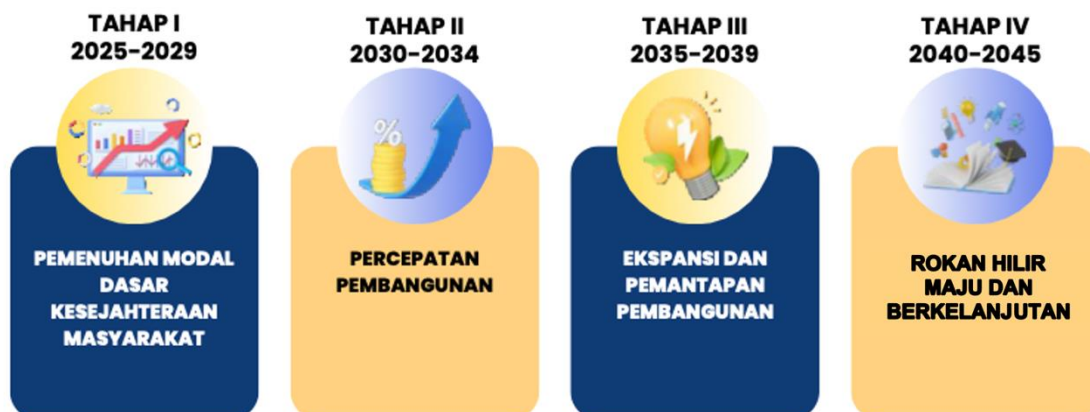 TAHAP I
2025-2029
PEMENUHAN MODAL
DASAR
KESEJAHTERAAN
MASYARAKAT
TAHAP II
2030-2034
%
PERCEPATAN
PEMBANGUNAN
TAHAP III
2035-2039
EKSPANSI DAN
PEMANTAPAN
PEMBANGUNAN
TAHAP IV
2040-2045
ROKAN HILIR
MAJU DAN
BERKELANJUTAN